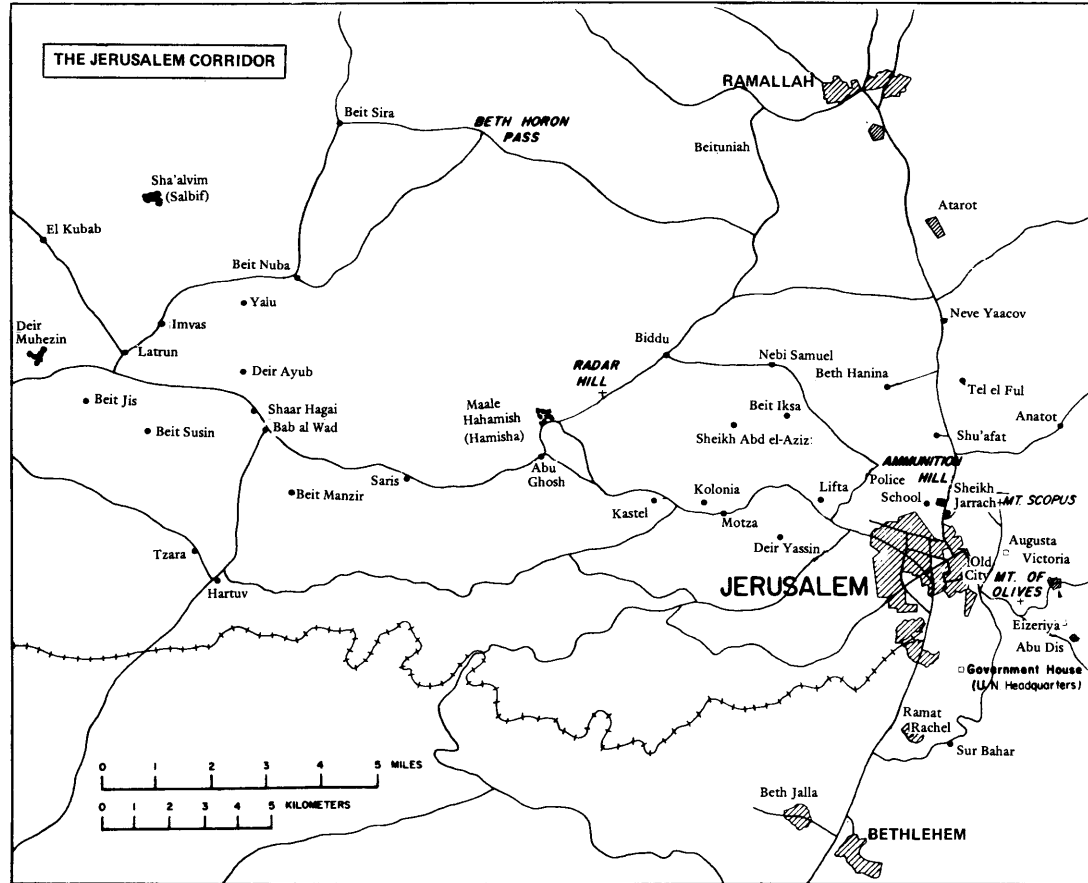 THE JERUSALEM CORRIDOR
RAMALLAH
Beit Sira
BETH HORON
PASS
Beituniah
Sha'alvim
(Salbif)
Atarot
El Kubab
Beit Nuba
Yalu
Imvas
Neve Yaacov
Deir
Muhezin
Latrun
Biddu
Nebi Samuel
RADAR
HILL
Beth Hanina
Deir Ayub
Tel el Ful
Beit Jis
Shaar Hagai
Bab al Wad
Maale
Hahamish
(Hamisha)
Beit Iksa
Anatot
Beit Susin
Sheikh Abd el-Aziz
Shu'afat
Abu
Ghosh
AMMUNITION
HILL
Saris
Police
School
Sheikh
Jarrach
MT. SCOPUS
Beit Manzir
Lifta
Kolonia
Kastel
Motza
Deir Yassin
Augusta
Victoria
Tzara
Old
City
MT. OF
OLIVES
JERUSALEM
Hartuv
Eizeriya
Abu Dis
Government House
(U.N Headquarters)
Ramat
Rachel
Sur Bahar
0 1 2 3 4 5 MILES
0 1 2 3 4 5 KILOMETERS
Beth Jalla
BETHLEHEM